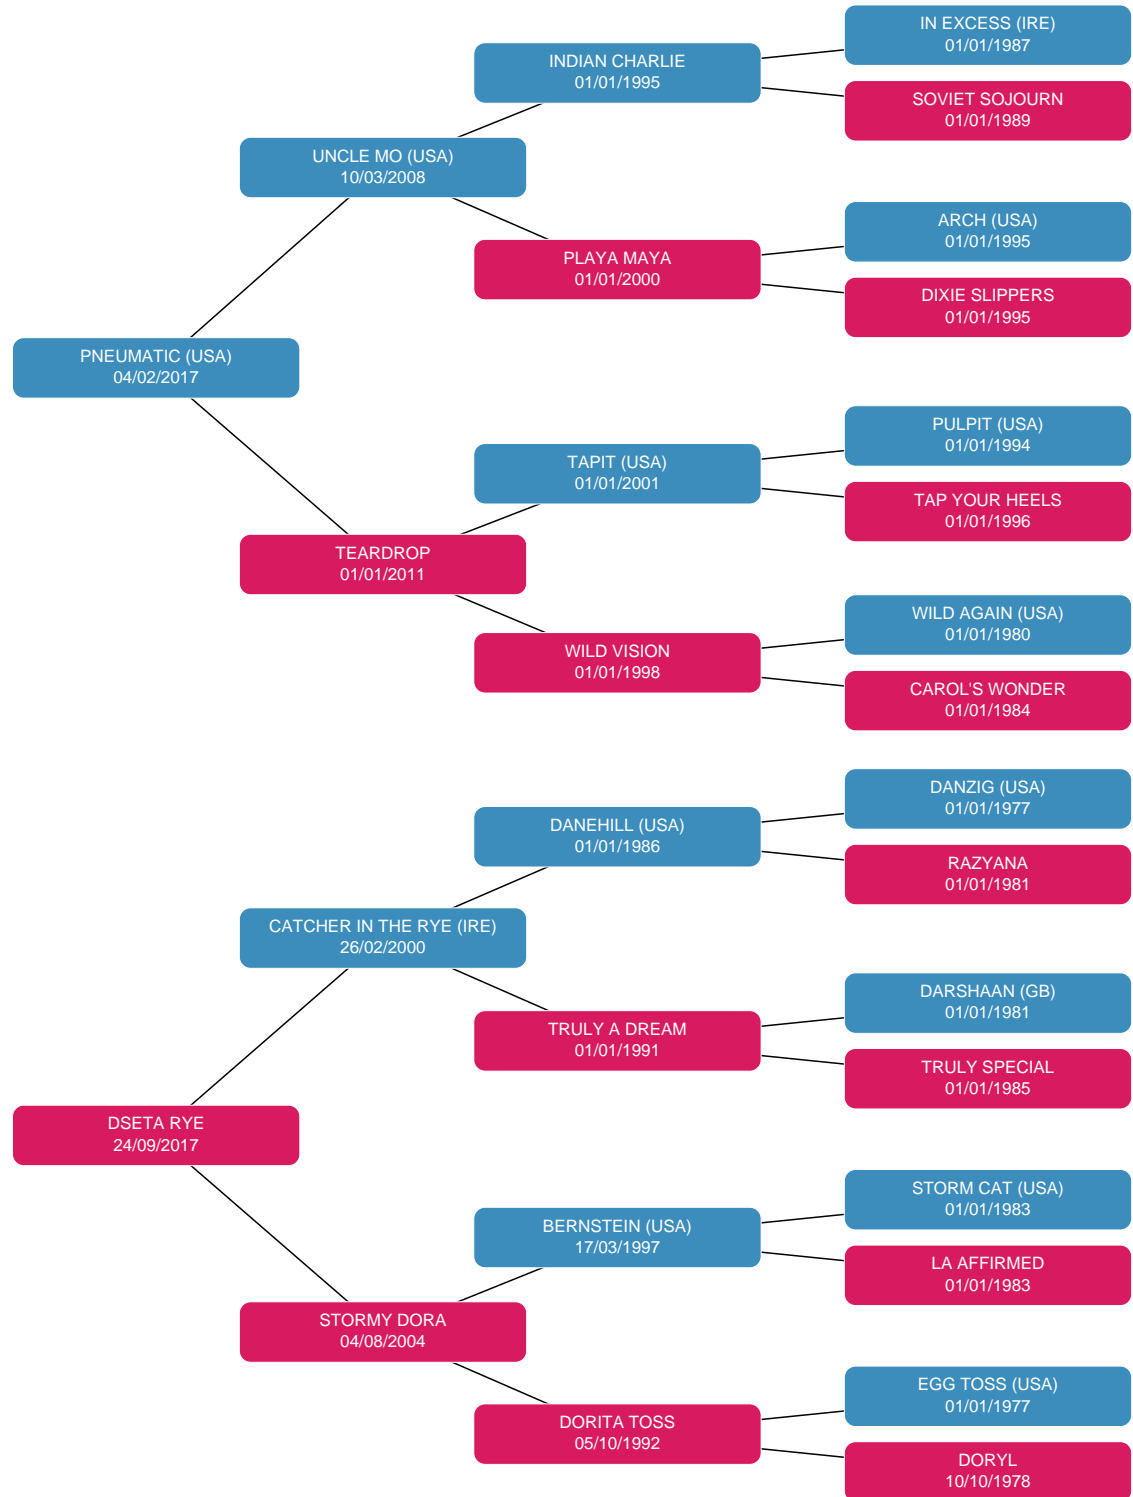 IN EXCESS (IRE)
01/01/1987
INDIAN CHARLIE
01/01/1995
SOVIET SOJOURN
01/01/1989
UNCLE MO (USA)
10/03/2008
ARCH (USA)
01/01/1995
PLAYA MAYA
01/01/2000
DIXIE SLIPPERS
01/01/1995
PNEUMATIC (USA)
04/02/2017
PULPIT (USA)
01/01/1994
TAPIT (USA)
01/01/2001
TAP YOUR HEELS
01/01/1996
TEARDROP
01/01/2011
WILD AGAIN (USA)
01/01/1980
WILD VISION
01/01/1998
CAROL'S WONDER
01/01/1984
DANZIG (USA)
01/01/1977
DANEHILL (USA)
01/01/1986
RAZYANA
01/01/1981
CATCHER IN THE RYE (IRE)
26/02/2000
DARSHAAN (GB)
01/01/1981
TRULY A DREAM
01/01/1991
TRULY SPECIAL
01/01/1985
DSETA RYE
24/09/2017
STORM CAT (USA)
01/01/1983
BERNSTEIN (USA)
17/03/1997
LA AFFIRMED
01/01/1983
STORMY DORA
04/08/2004
EGG TOSS (USA)
01/01/1977
DORITA TOSS
05/10/1992
DORYL
10/10/1978